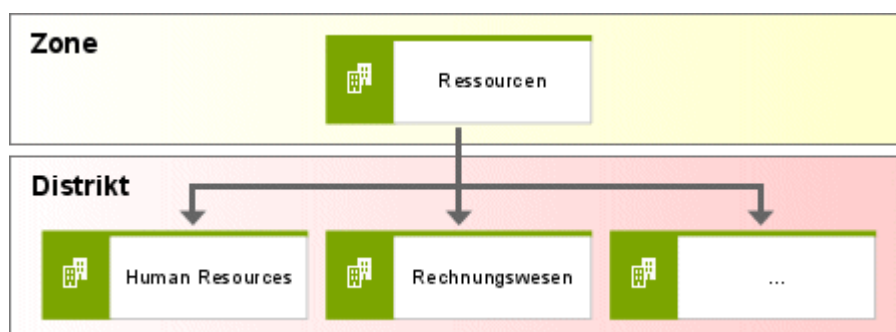 Zone
Ressourcen
Distrikt
Human Resources
Rechnungswesen
...